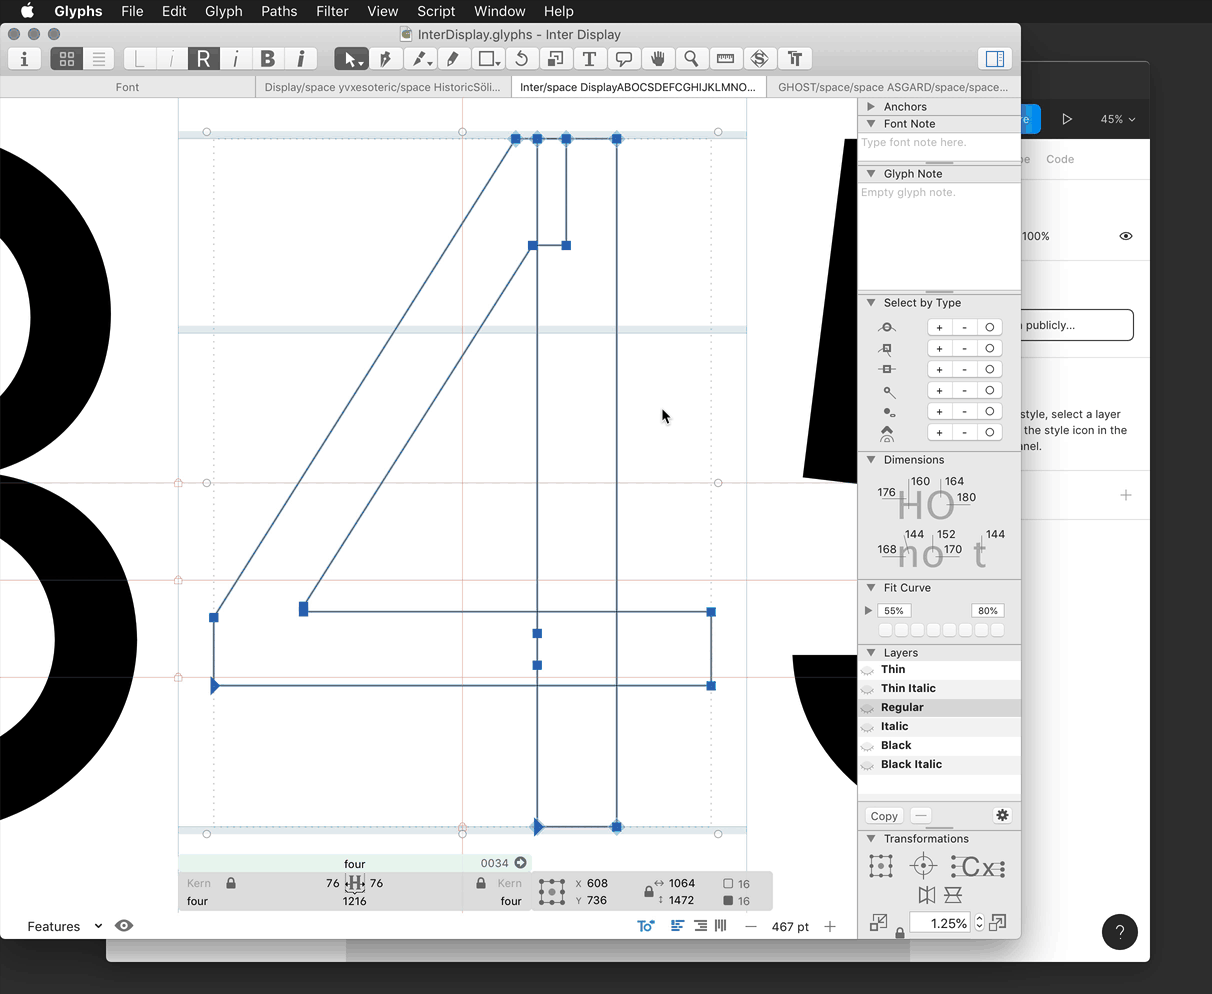 Glyphs File Edit Glyph Paths Filter View Script Window Help
InterDisplay.glyphs - Inter Display
R i B i T
Font
Display/space yvxesoteric/space HistoricSöli...
Inter/space DisplayABOCSDEFCGHIJKLMNO...
GHOST/space/space ASGARD/space/space...
45%
Code
100%
publicly...
style, select a layer
the style icon in the
Anchors
Font Note
Type font note here.
Glyph Note
Empty glyph note.
Select by Type
+ -
+ -
+ -
+ -
+ -
+ -
Dimensions
160 164
176 HO 180
144 152 144
168 no 170 t
Fit Curve
55% 80%
Layers
Thin
Thin Italic
Regular
Italic
Black
Black Italic
Copy
Transformations
Cx
1.25%
four 0034
Kern 76 H 76 Kern
four 1216 four
X 608 1064 16
Y 736 1472 16
Features
467 pt
?